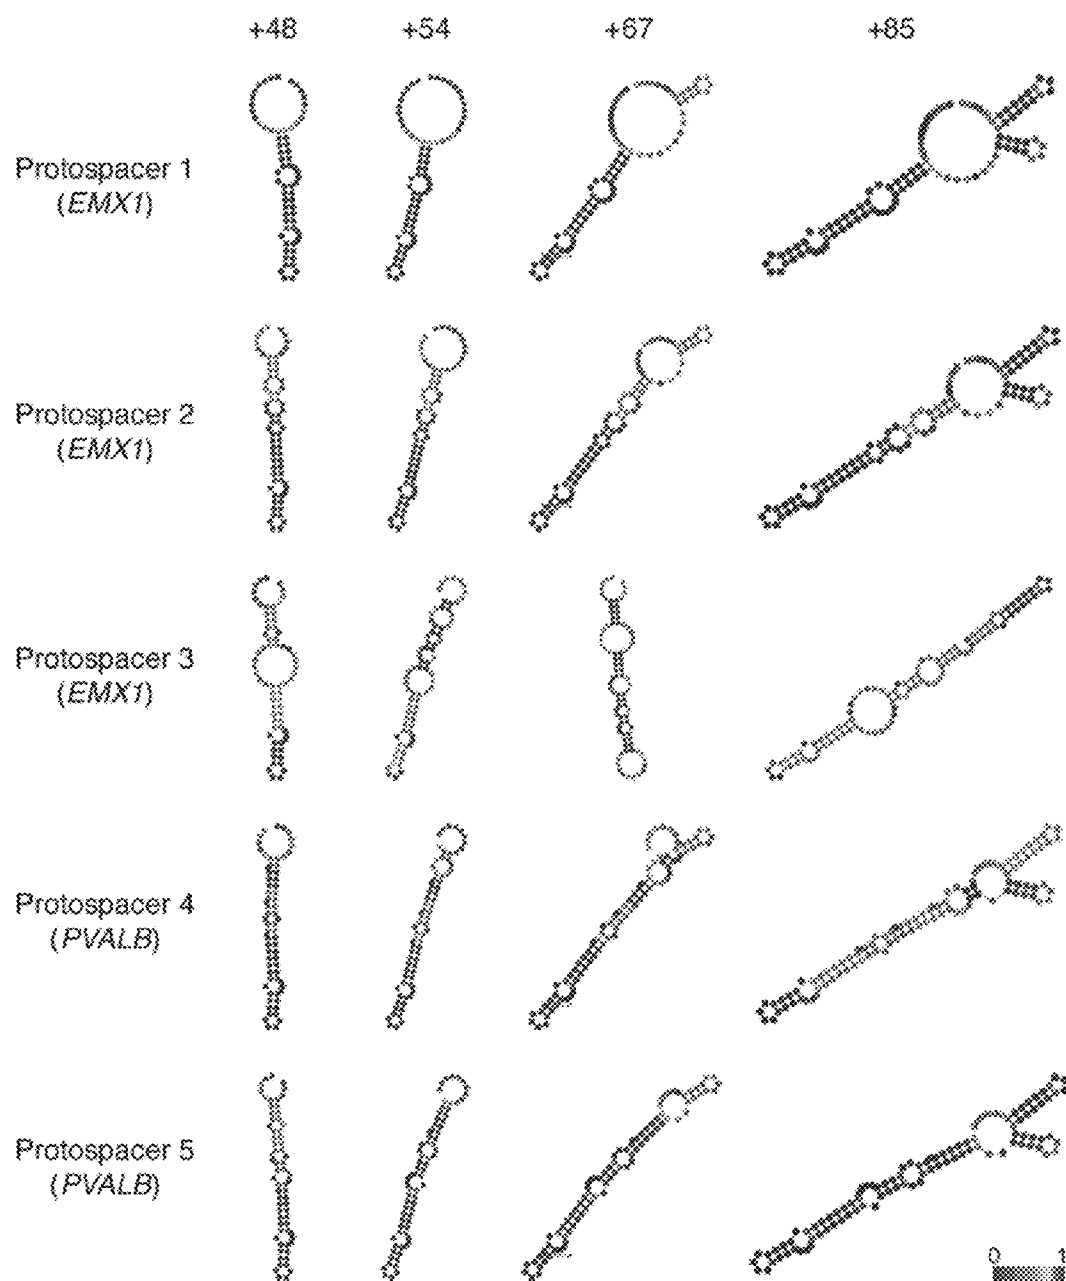 +48 +54 +67 +85
Protospacer 1
(EMX1)
Protospacer 2
(EMX1)
Protospacer 3
(EMX1)
Protospacer 4
(PVALB)
Protospacer 5
(PVALB)
0 1